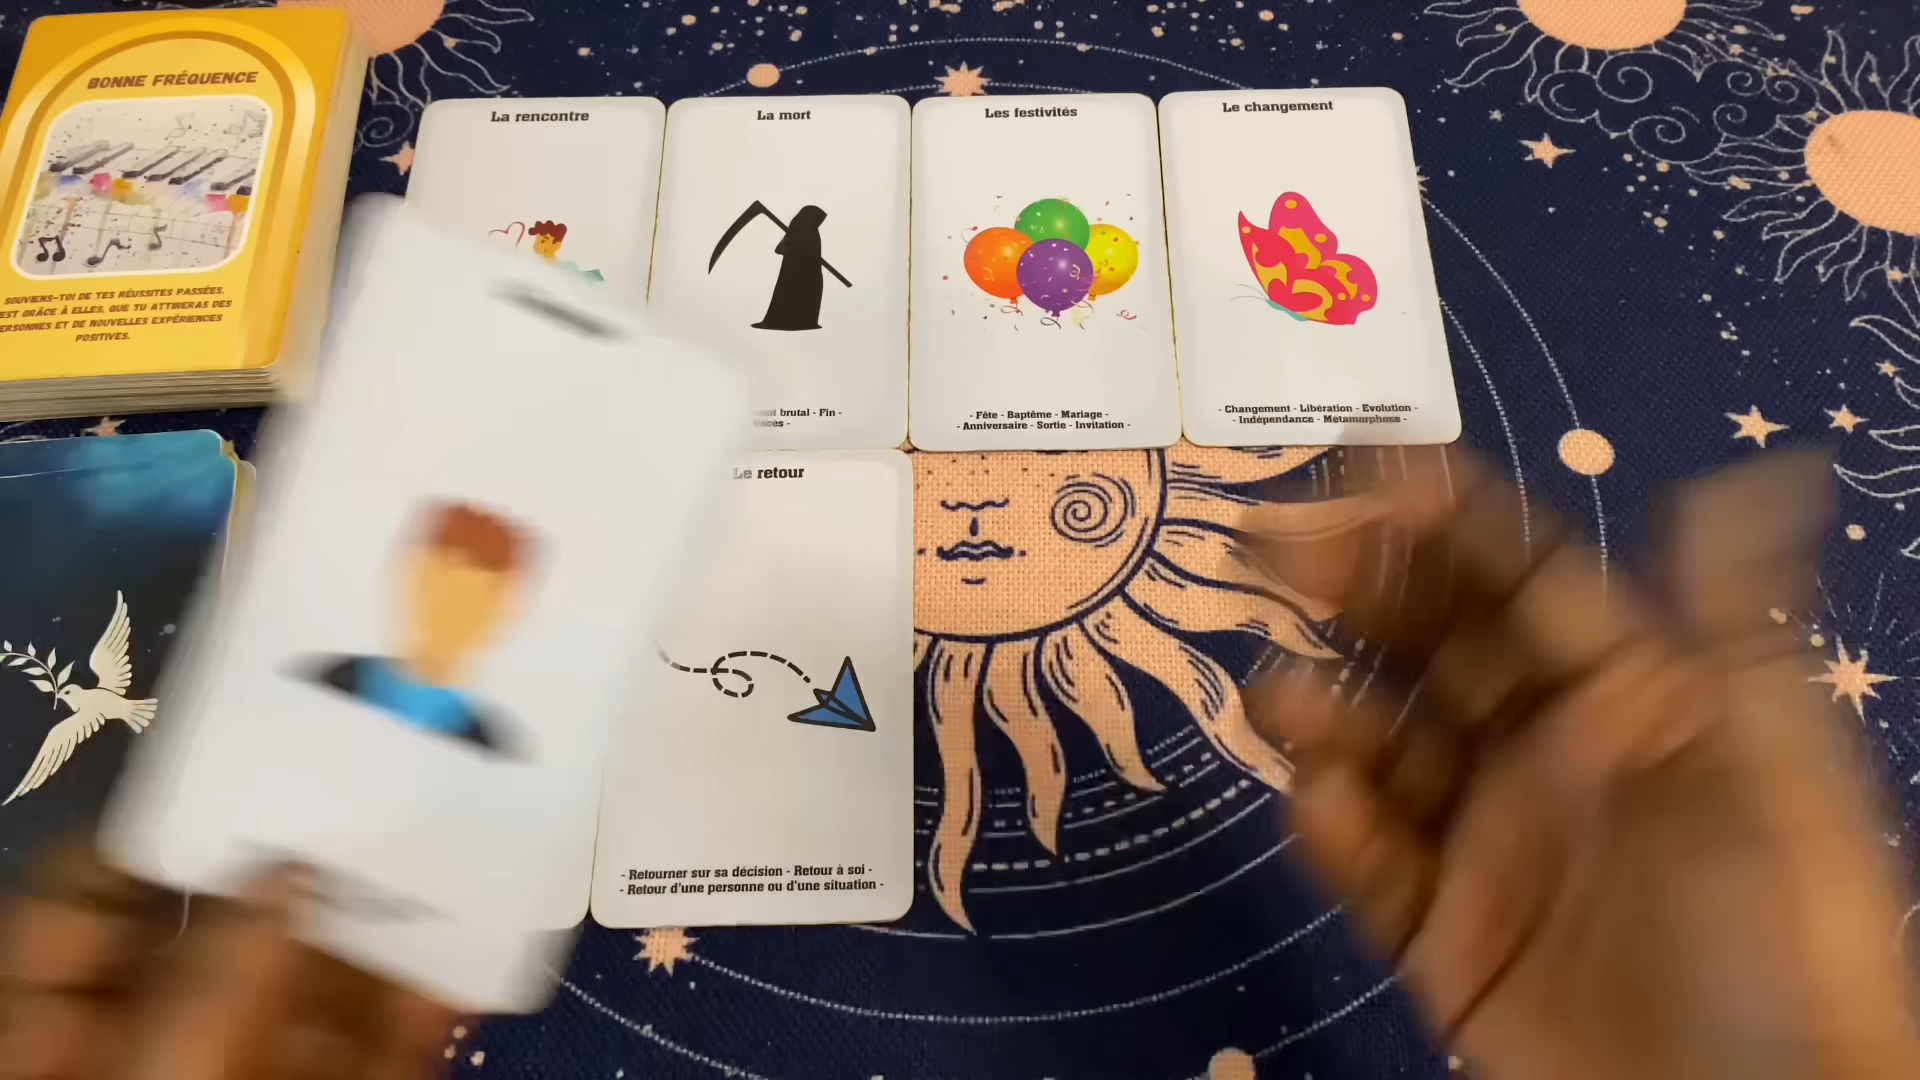 BONNE FRÉQUENCE
SOUVIENS-TOI DE TES RÉUSSITES PASSÉES.
EST GRÂCE À ELLES, QUE TU ATTIRERAS DES
ERSONNES ET DE NOUVELLES EXPÉRIENCES
POSITIVES.
La rencontre
La mort
brutal - Fin -
Les festivités
- Fête - Baptême - Mariage -
- Anniversaire - Sortie - Invitation -
Le changement
- Changement - Libération - Evolution -
- Indépendance - Métamorphose -
Le retour
- Retourner sur sa décision - Retour à soi -
- Retour d'une personne ou d'une situation -